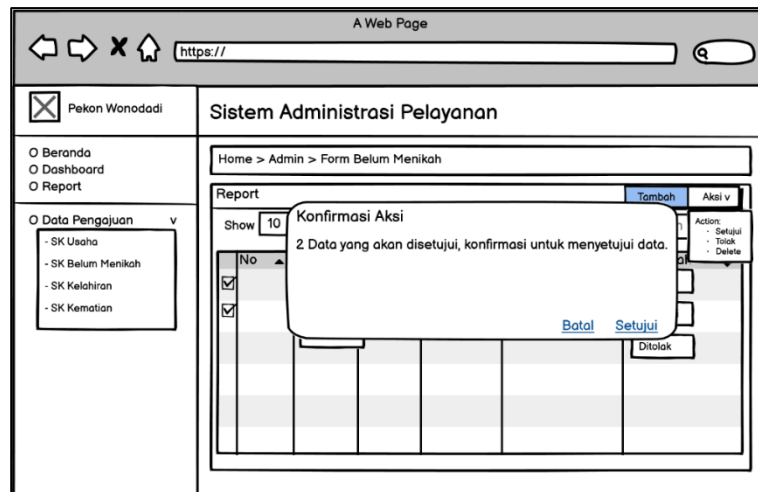 A Web Page
https://
Pekon Wonodadi
Sistem Administrasi Pelayanan
O Beranda
O Dashboard
O Report
O Data Pengajuan v
- SK Usaha
- SK Belum Menikah
- SK Kelahiran
- SK Kematian
Home > Admin > Form Belum Menikah
Report
Tambah
Aksi v
Show 10
Action:
· Setujui
· Tolak
· Delete
Konfirmasi Aksi
2 Data yang akan disetujui, konfirmasi untuk menyetujui data.
Batal Setujui
No
Ditolak